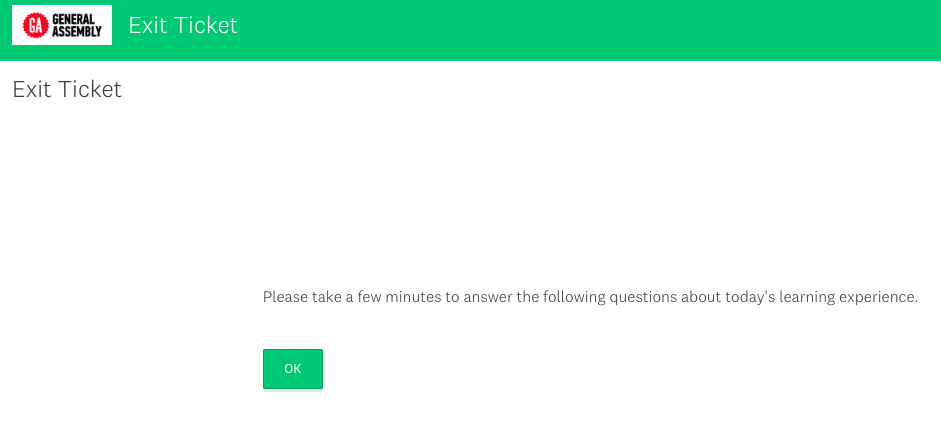 GA GENERAL ASSEMBLY
Exit Ticket
Exit Ticket
Please take a few minutes to answer the following questions about today's learning experience.
OK